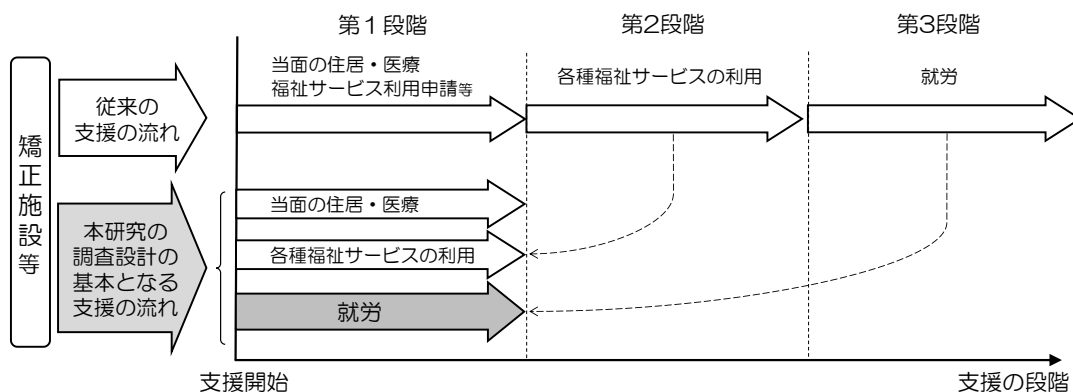 第1段階
第2段階
第3段階
当面の住居・医療
福祉サービス利用申請等
各種福祉サービスの利用
就労
従来の
支援の流れ
矯正施設等
当面の住居・医療
本研究の
調査設計の
基本となる
支援の流れ
各種福祉サービスの利用
就労
支援開始
支援の段階